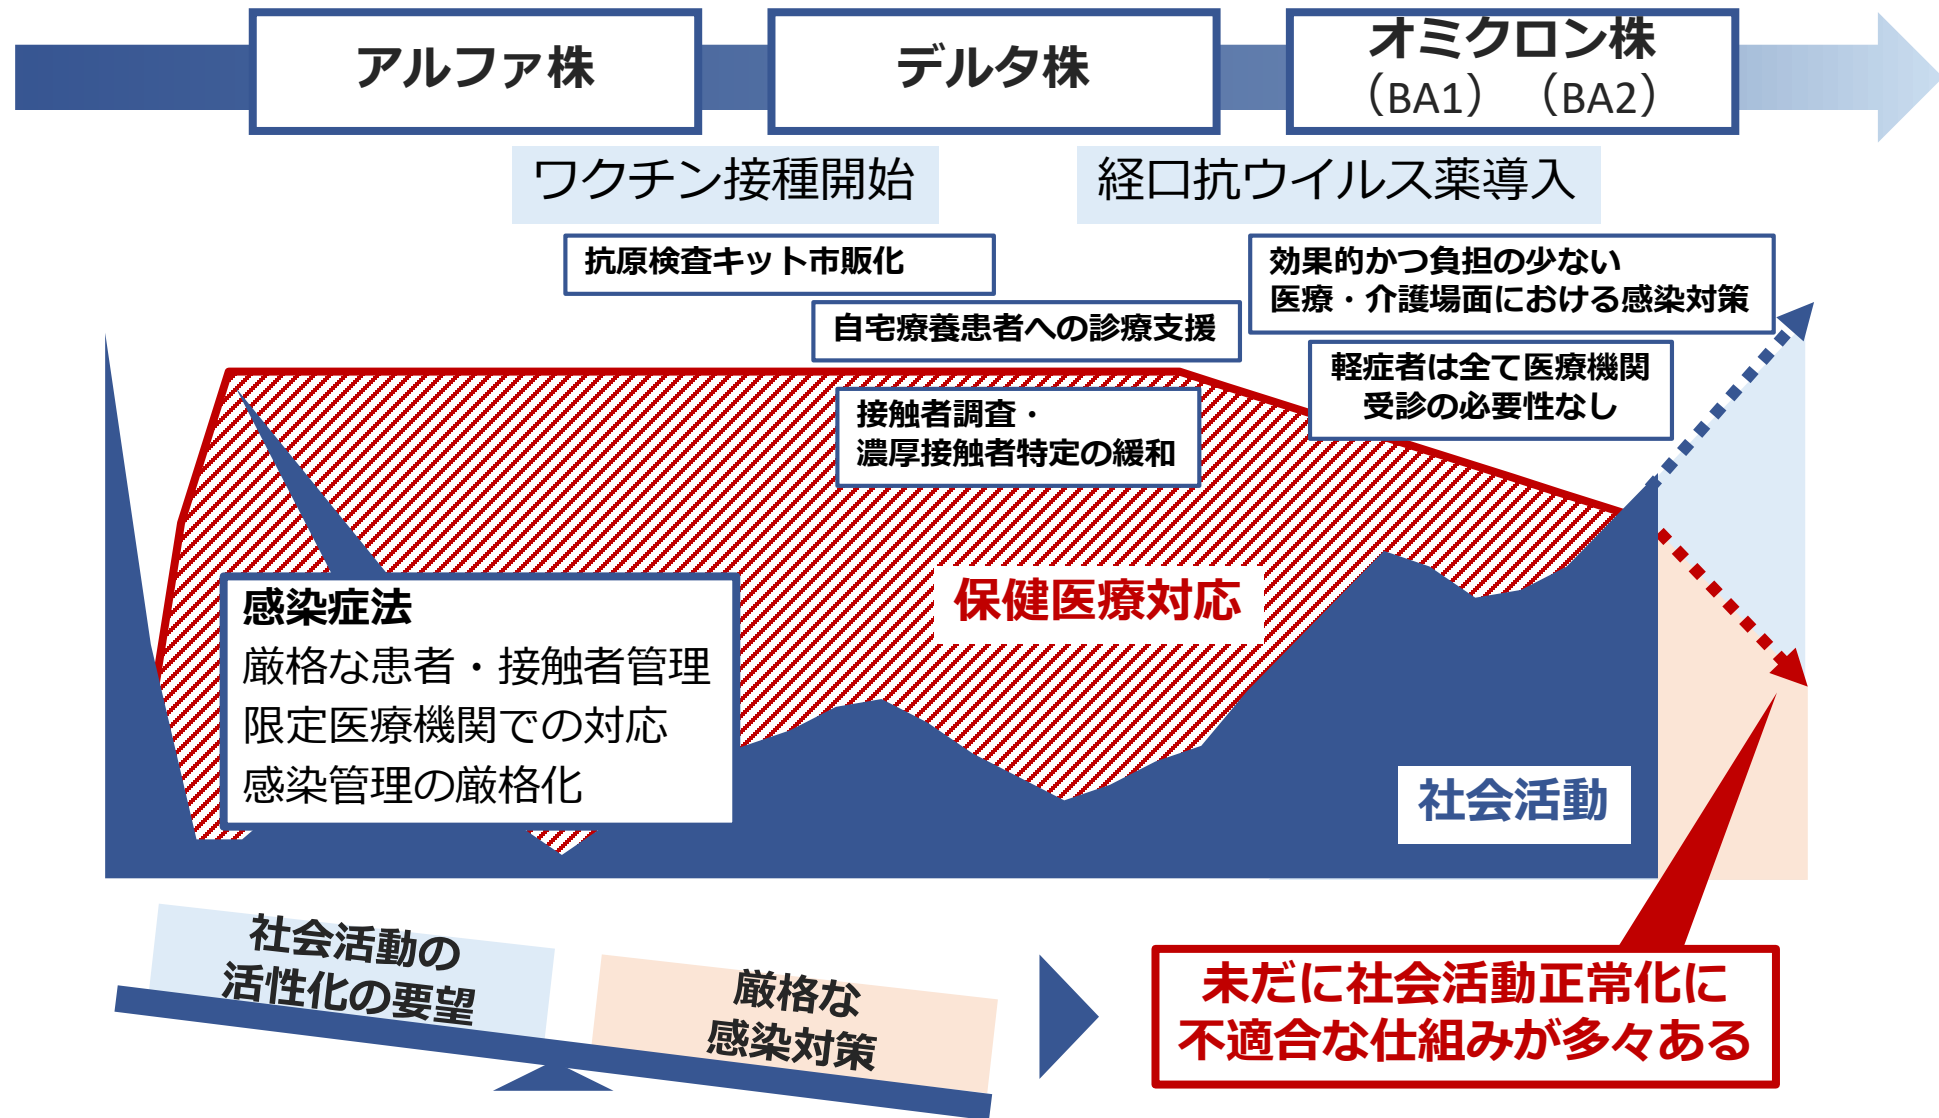 アルファ株
デルタ株
オミクロン株
（BA1）（BA2）
ワクチン接種開始
経口抗ウイルス薬導入
抗原検査キット市販化
効果的かつ負担の少ない
医療・介護場面における感染対策
自宅療養患者への診療支援
軽症者は全て医療機関
受診の必要性なし
接触者調査・
濃厚接触者特定の緩和
感染症法
厳格な患者・接触者管理
限定医療機関での対応
感染管理の厳格化
保健医療対応
社会活動
社会活動の
活性化の要望
厳格な
感染対策
未だに社会活動正常化に
不適合な仕組みが多々ある